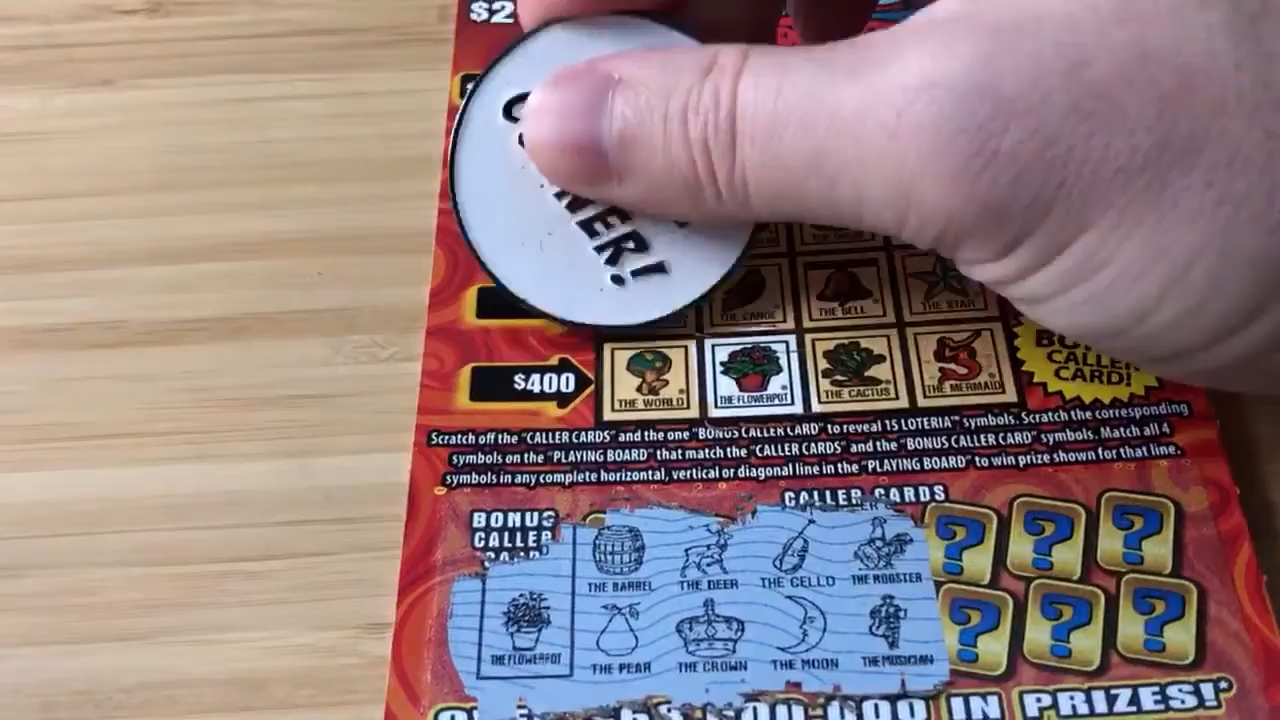 $2
NER!
THE CANOE
THE BELL
THE STAR
$400
THE WORLD
THE FLOWERPOT
THE CACTUS
THE MERMAID
CALLER
CARD!
Scratch off the "CALLER CARDS" and the one "BONUS CALLER CARD" to reveal 15 LOTERIA™ symbols. Scratch the corresponding
symbols on the "PLAYING BOARD" that match the "CALLER CARDS" and the "BONUS CALLER CARD" symbols. Match all 4
symbols in any complete horizontal, vertical or diagonal line in the "PLAYING BOARD" to win prize shown for that line.
CALLER CARDS
BONUS
CALLER
CARD
THE BARREL
THE DEER
THE CELLO
THE ROOSTER
? ? ?
THE FLOWERPOT
THE PEAR
THE CROWN
THE MOON
THE MUSICIAN
? ? ?
IN PRIZES!*